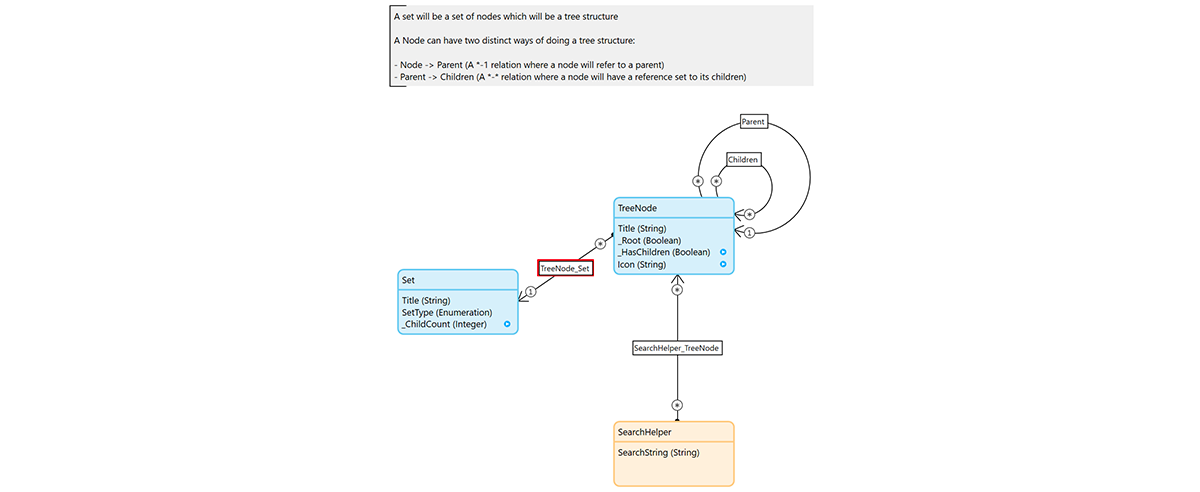 A set will be a set of nodes which will be a tree structure
A Node can have two distinct ways of doing a tree structure:
- Node -> Parent (A *-1 relation where a node will refer to a parent)
- Parent -> Children (A *-* relation where a node will have a reference set to its children)
Parent
Children
*
*
*
1
TreeNode
Title (String)
_Root (Boolean)
_HasChildren (Boolean)
Icon (String)
*
TreeNode_Set
1
Set
Title (String)
SetType (Enumeration)
_ChildCount (Integer)
*
SearchHelper_TreeNode
*
SearchHelper
SearchString (String)